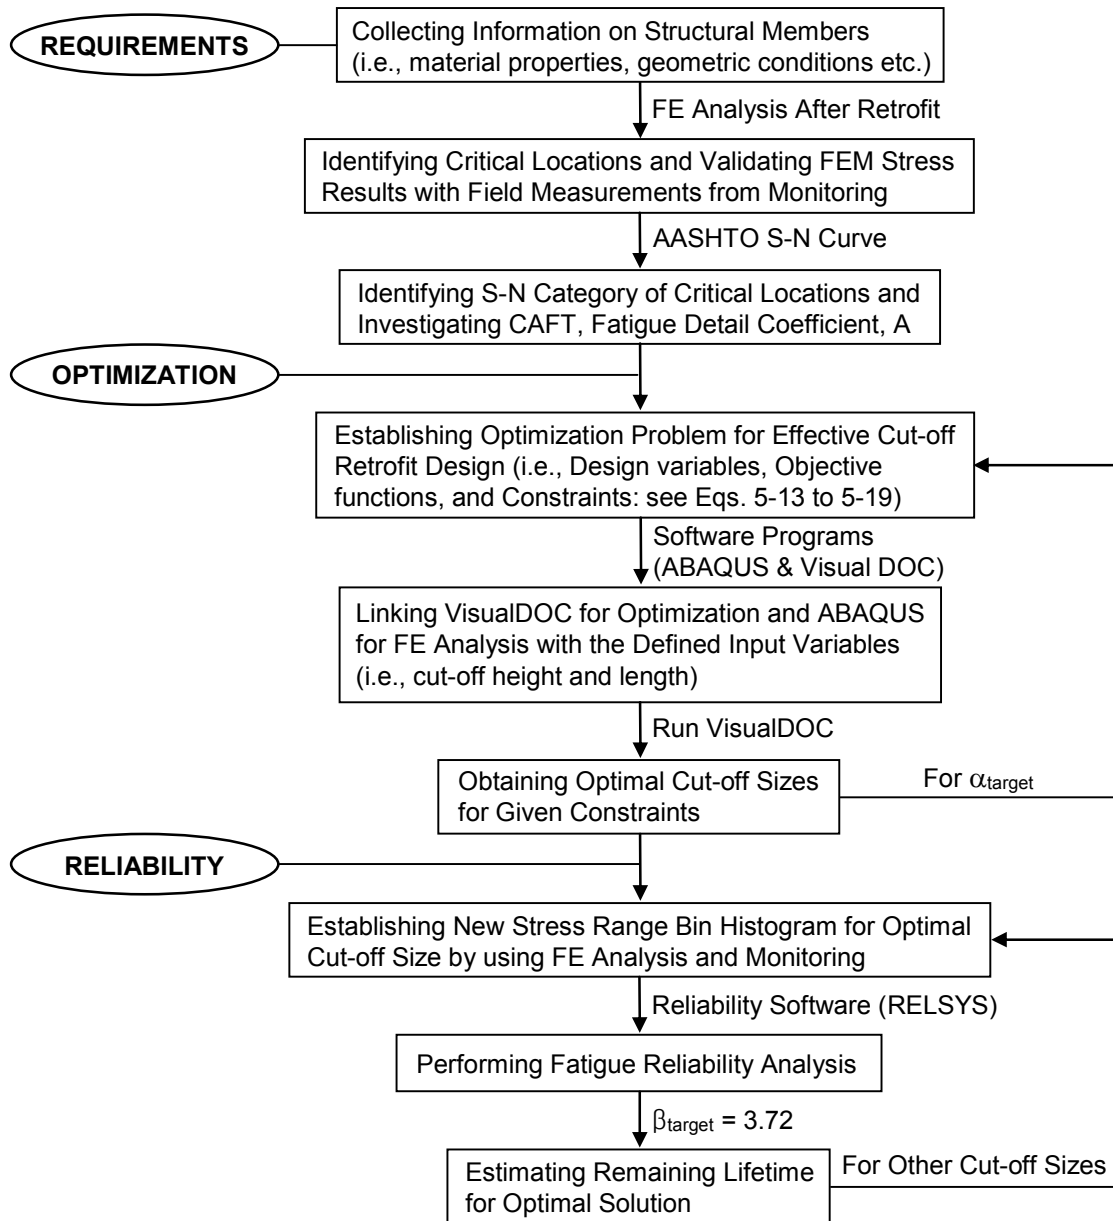 REQUIREMENTS
Collecting Information on Structural Members
(i.e., material properties, geometric conditions etc.)
FE Analysis After Retrofit
Identifying Critical Locations and Validating FEM Stress
Results with Field Measurements from Monitoring
AASHTO S-N Curve
Identifying S-N Category of Critical Locations and
Investigating CAFT, Fatigue Detail Coefficient, A
OPTIMIZATION
Establishing Optimization Problem for Effective Cut-off
Retrofit Design (i.e., Design variables, Objective
functions, and Constraints: see Eqs. 5-13 to 5-19)
Software Programs
(ABAQUS & Visual DOC)
Linking VisualDOC for Optimization and ABAQUS
for FE Analysis with the Defined Input Variables
(i.e., cut-off height and length)
Run VisualDOC
Obtaining Optimal Cut-off Sizes
for Given Constraints
For αtarget
RELIABILITY
Establishing New Stress Range Bin Histogram for Optimal
Cut-off Size by using FE Analysis and Monitoring
Reliability Software (RELSYS)
Performing Fatigue Reliability Analysis
βtarget = 3.72
Estimating Remaining Lifetime
for Optimal Solution
For Other Cut-off Sizes